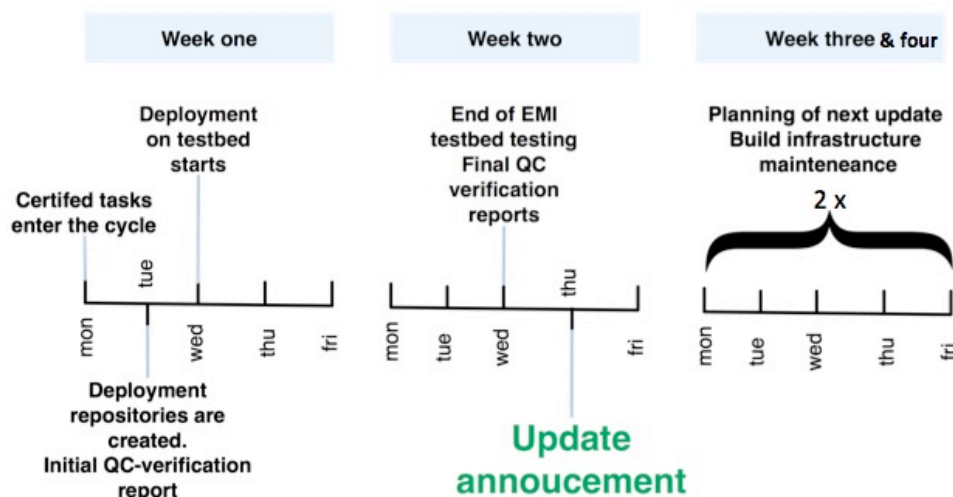 Week one
Week two
Week three & four
Deployment
on testbed
starts
Certifed tasks
enter the cycle
tue
mon
wed
thu
fri
Deployment
repositories are
created.
Initial QC-verification
report
End of EMI
testbed testing
Final QC
verification
reports
thu
mon
tue
wed
fri
Update
annoucement
Planning of next update
Build infrastructure
mainteneance
2 x
mon
tue
wed
thu
fri